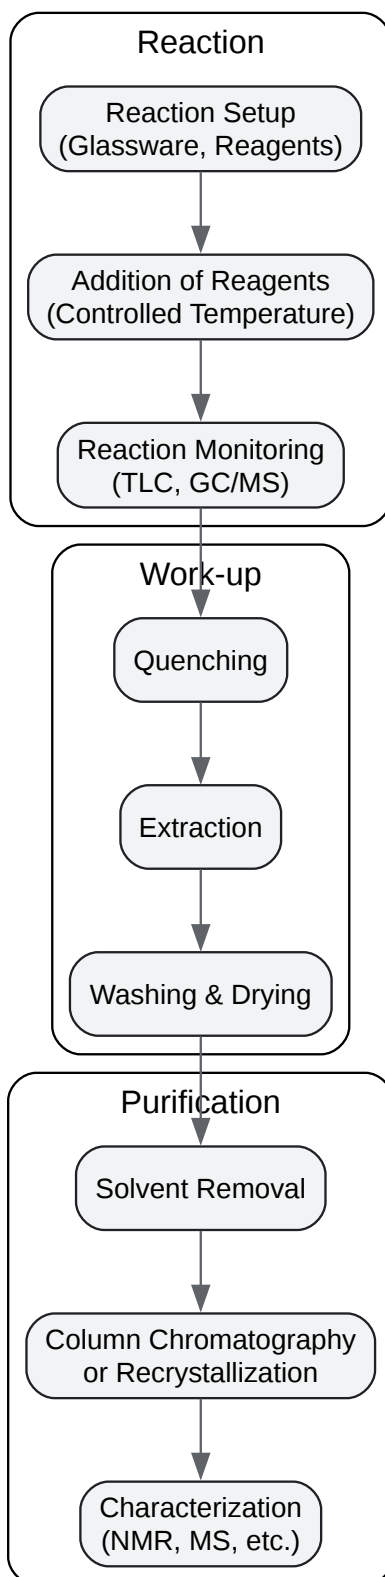 Reaction
Reaction Setup
(Glassware, Reagents)
Addition of Reagents
(Controlled Temperature)
Reaction Monitoring
(TLC, GC/MS)
Work-up
Quenching
Extraction
Washing & Drying
Purification
Solvent Removal
Column Chromatography
or Recrystallization
Characterization
(NMR, MS, etc.)